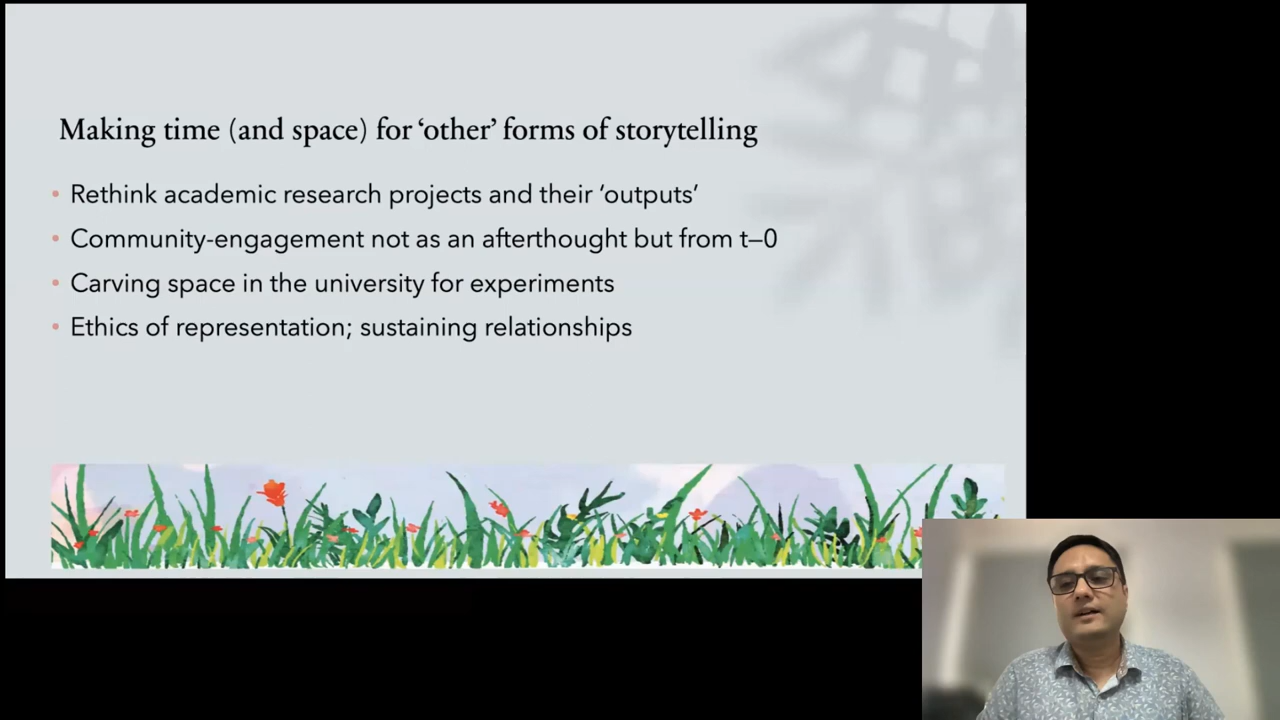 Making time (and space) for ‘other’ forms of storytelling
• Rethink academic research projects and their ‘outputs’
• Community-engagement not as an afterthought but from t–0
• Carving space in the university for experiments
• Ethics of representation; sustaining relationships